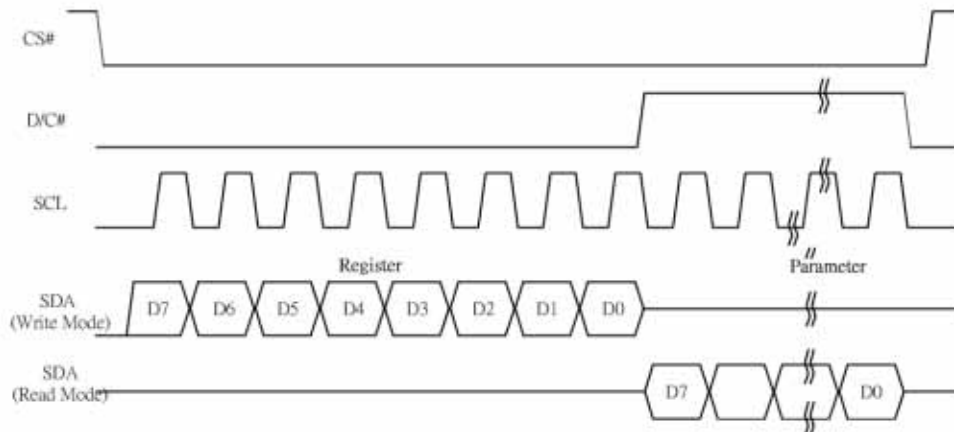 CS#
D/C#
SCL
Register
Parameter
SDA
(Write Mode)
D7 D6 D5 D4 D3 D2 D1 D0
SDA
(Read Mode)
D7 D0